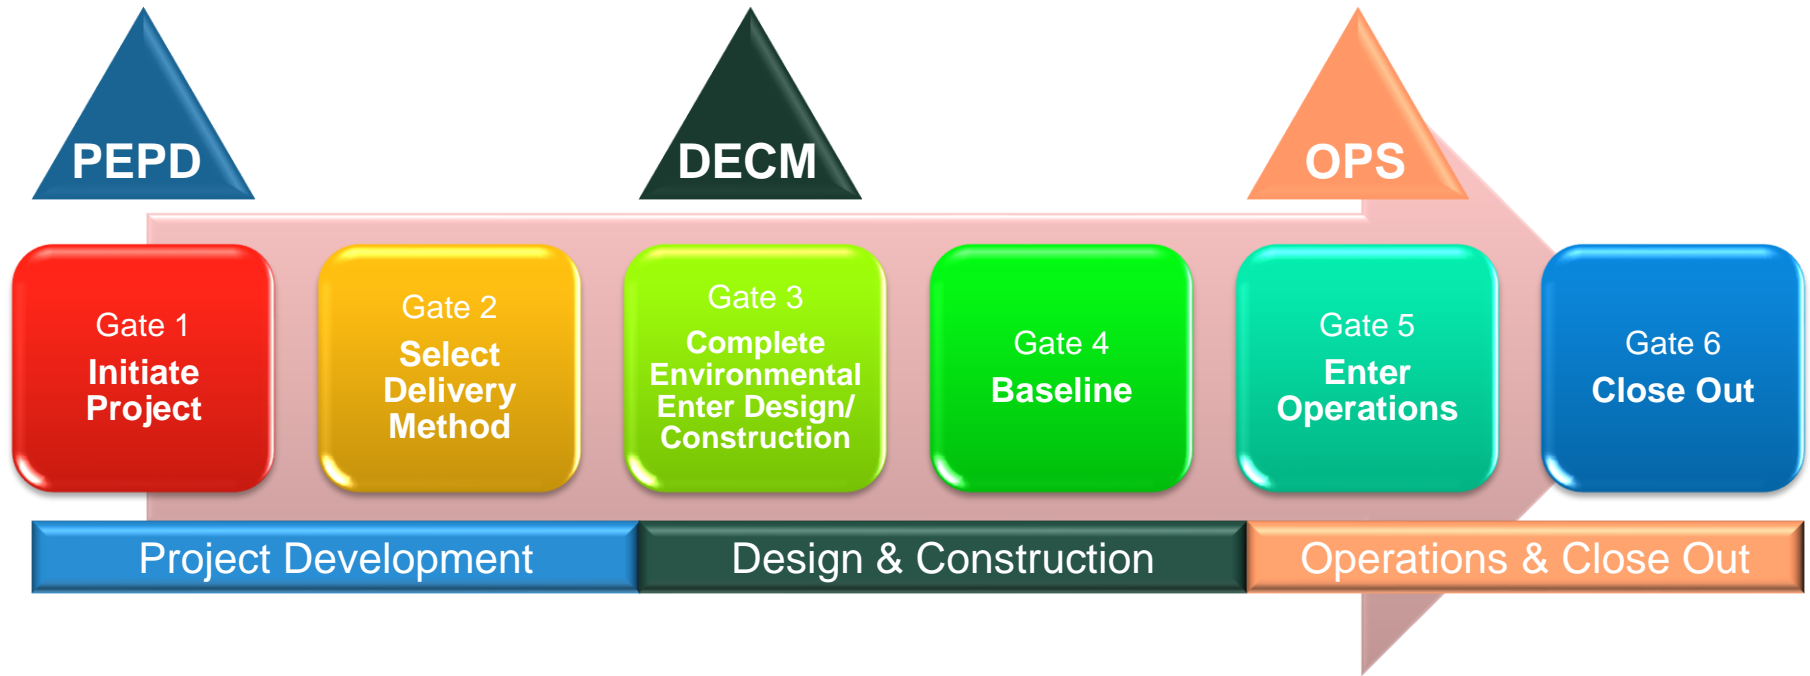 PEPD
DECM
OPS
Gate 1
Initiate
Project
Gate 2
Select
Delivery
Method
Gate 3
Complete
Environmental
Enter Design/
Construction
Gate 4
Baseline
Gate 5
Enter
Operations
Gate 6
Close Out
Project Development
Design & Construction
Operations & Close Out